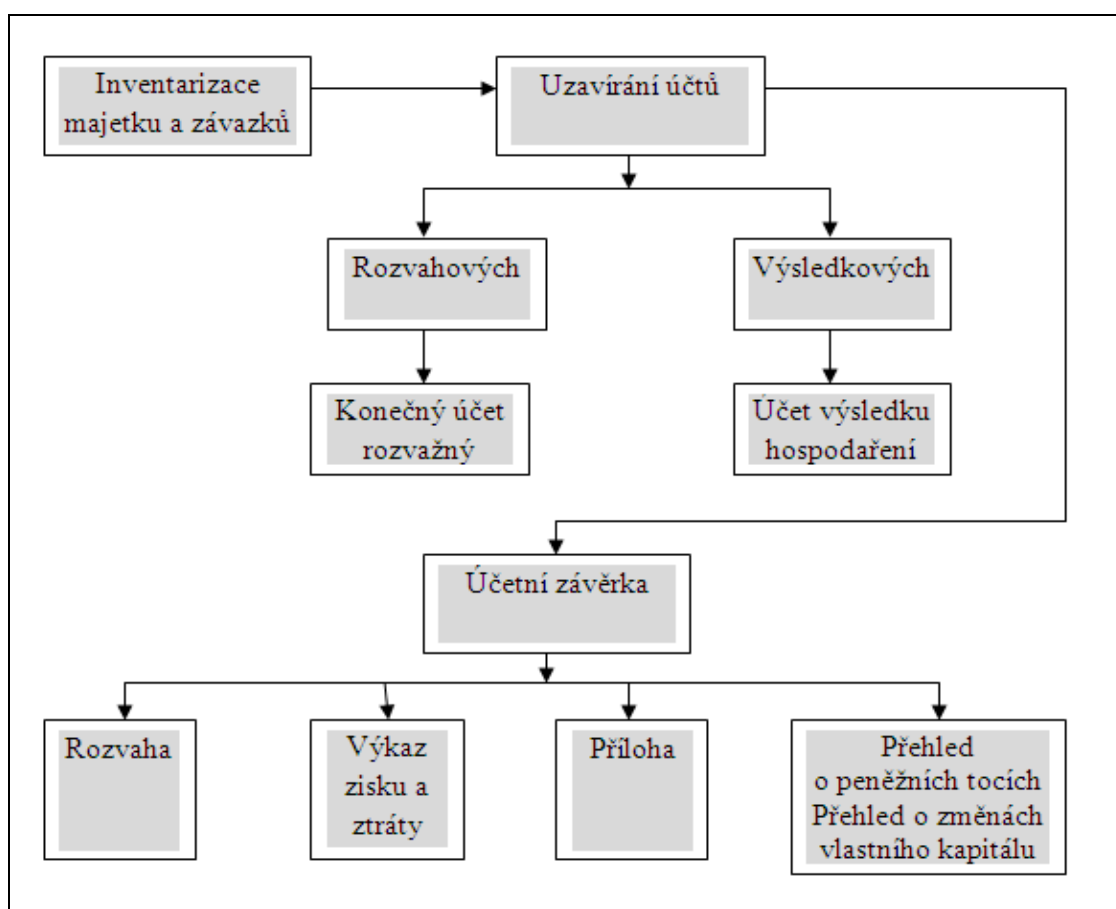 Inventarizace
majetku a závazků
Uzavírání účtů
Rozvahových
Výsledkových
Konečný účet
rozvažný
Účet výsledku
hospodaření
Účetní závěrka
Rozvaha
Výkaz
zisku a
ztráty
Příloha
Přehled
o peněžních tocích
Přehled o změnách
vlastního kapitálu